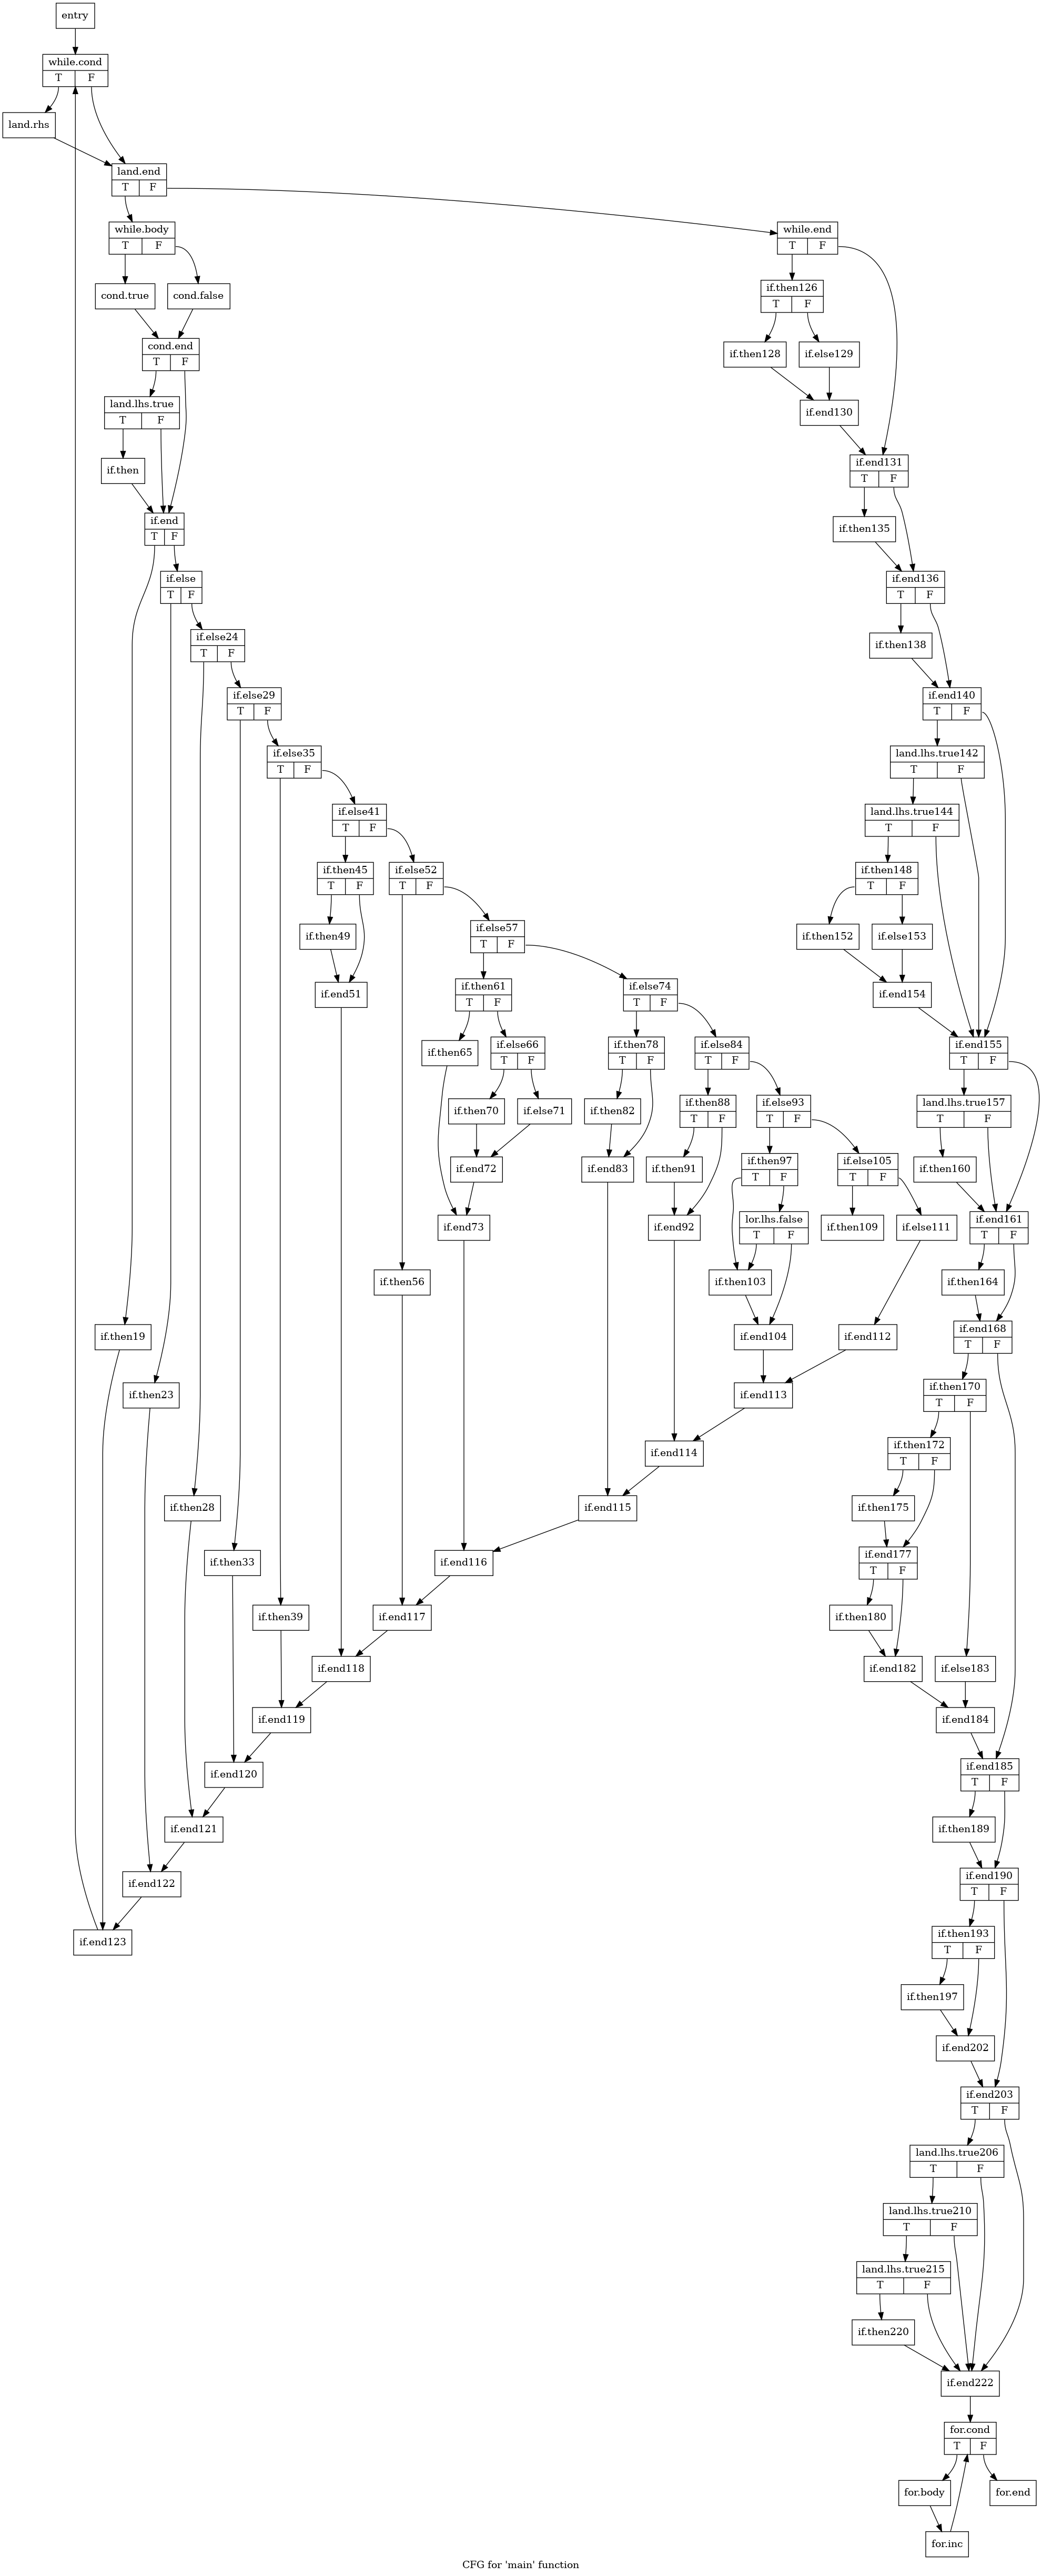 entry
while.cond
T F
land.rhs
land.end
T F
while.body
T F
while.end
T F
cond.true
cond.false
if.then126
T F
cond.end
T F
if.then128
if.else129
land.lhs.true
T F
if.end130
if.then
if.end131
T F
if.end
T F
if.then135
if.else
T F
if.end136
T F
if.else24
T F
if.then138
if.else29
T F
if.end140
T F
if.else35
T F
land.lhs.true142
T F
if.else41
T F
land.lhs.true144
T F
if.then45
T F
if.else52
T F
if.then148
T F
if.then49
if.else57
T F
if.then152
if.else153
if.end51
if.then61
T F
if.else74
T F
if.end154
if.then65
if.else66
T F
if.then78
T F
if.else84
T F
if.end155
T F
if.then70
if.else71
if.then82
if.then88
T F
if.else93
T F
land.lhs.true157
T F
if.end72
if.end83
if.then91
if.then97
T F
if.else105
T F
if.then160
if.end73
if.end92
lor.lhs.false
T F
if.then109
if.else111
if.end161
T F
if.then56
if.then103
if.then164
if.then19
if.end104
if.end112
if.end168
T F
if.then23
if.end113
if.then170
T F
if.end114
if.then172
T F
if.then28
if.end115
if.then175
if.then33
if.end116
if.end177
T F
if.then39
if.end117
if.then180
if.end118
if.end182
if.else183
if.end119
if.end184
if.end120
if.end185
T F
if.end121
if.then189
if.end122
if.end190
T F
if.end123
if.then193
T F
if.then197
if.end202
if.end203
T F
land.lhs.true206
T F
land.lhs.true210
T F
land.lhs.true215
T F
if.then220
if.end222
for.cond
T F
for.body
for.end
for.inc
CFG for 'main' function